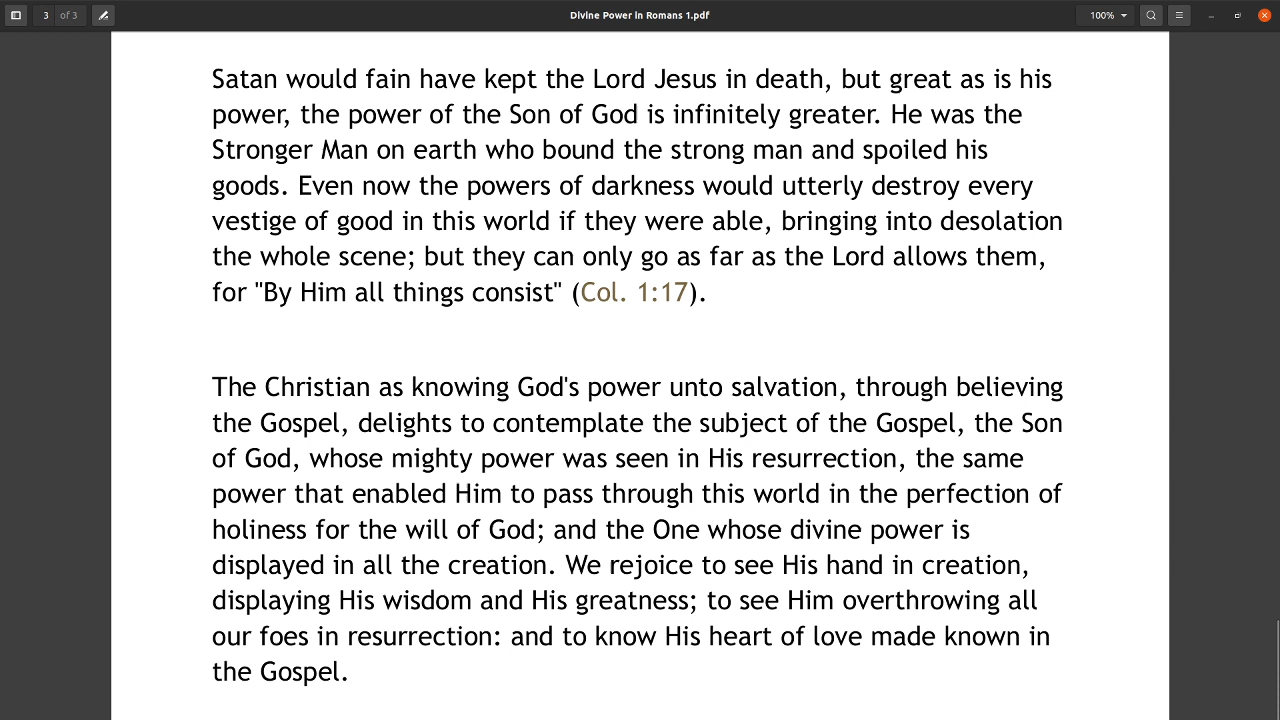 3 of 3
Divine Power in Romans 1.pdf
100%
Satan would fain have kept the Lord Jesus in death, but great as is his
power, the power of the Son of God is infinitely greater. He was the
Stronger Man on earth who bound the strong man and spoiled his
goods. Even now the powers of darkness would utterly destroy every
vestige of good in this world if they were able, bringing into desolation
the whole scene; but they can only go as far as the Lord allows them,
for "By Him all things consist" (Col. 1:17).
The Christian as knowing God's power unto salvation, through believing
the Gospel, delights to contemplate the subject of the Gospel, the Son
of God, whose mighty power was seen in His resurrection, the same
power that enabled Him to pass through this world in the perfection of
holiness for the will of God; and the One whose divine power is
displayed in all the creation. We rejoice to see His hand in creation,
displaying His wisdom and His greatness; to see Him overthrowing all
our foes in resurrection: and to know His heart of love made known in
the Gospel.